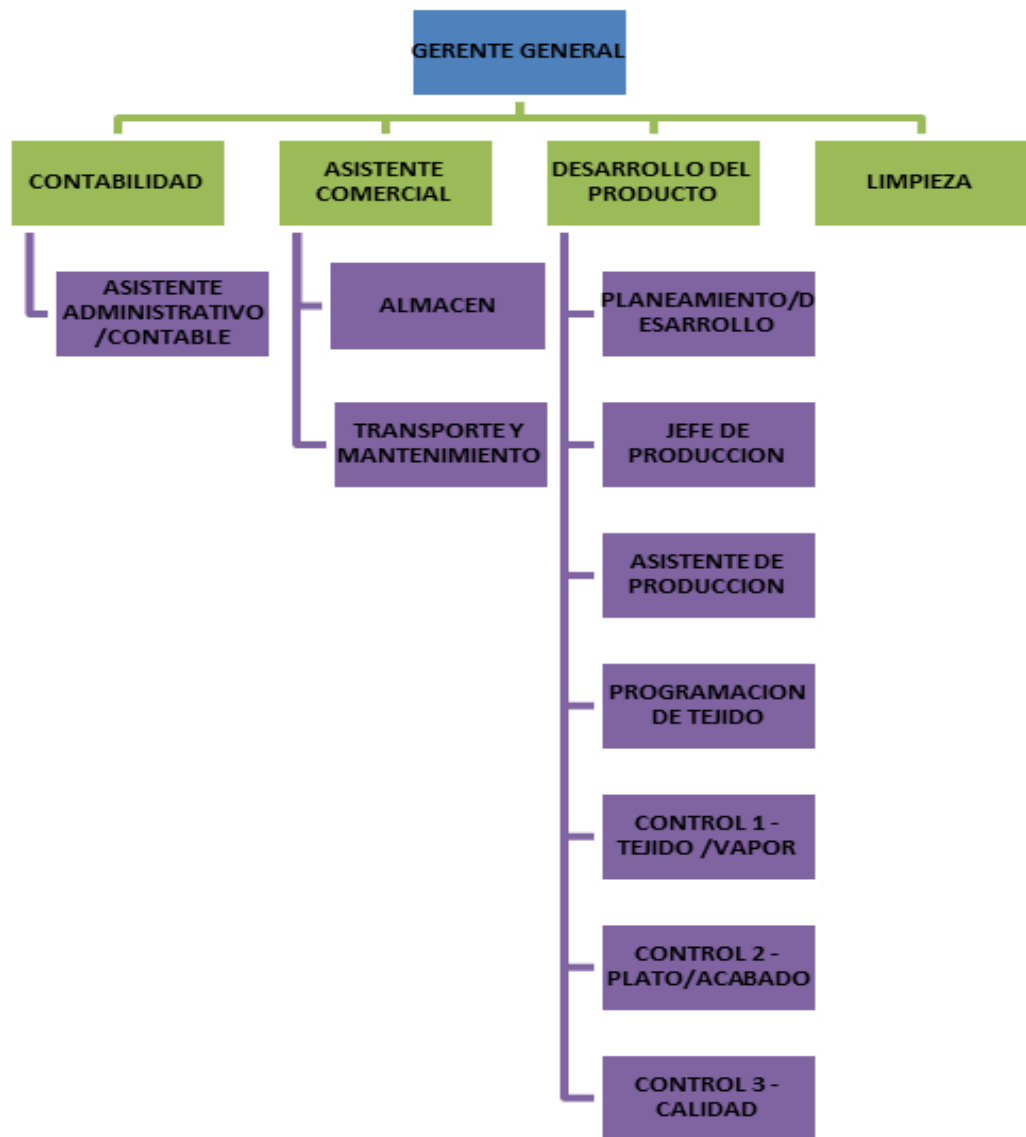 GERENTE GENERAL
CONTABILIDAD
ASISTENTE
COMERCIAL
DESARROLLO DEL
PRODUCTO
LIMPIEZA
ASISTENTE
ADMINISTRATIVO
/CONTABLE
ALMACEN
TRANSPORTE Y
MANTENIMIENTO
PLANEAMIENTO/D
ESARROLLO
JEFE DE
PRODUCCION
ASISTENTE DE
PRODUCCION
PROGRAMACION
DE TEJIDO
CONTROL 1 -
TEJIDO /VAPOR
CONTROL 2 -
PLATO/ACABADO
CONTROL 3 -
CALIDAD